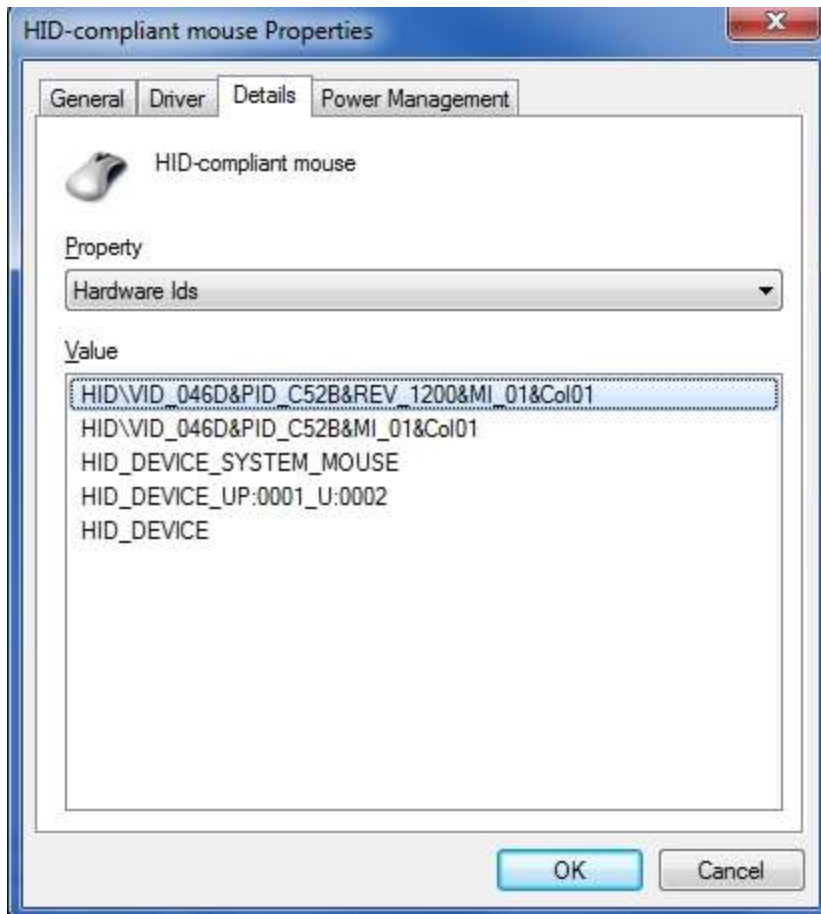 HID-compliant mouse Properties
General Driver Details Power Management
HID-compliant mouse
Property
Hardware Ids
Value
HID\VID_046D&PID_C52B&REV_1200&MI_01&Col01
HID\VID_046D&PID_C52B&MI_01&Col01
HID_DEVICE_SYSTEM_MOUSE
HID_DEVICE_UP:0001_U:0002
HID_DEVICE
OK Cancel